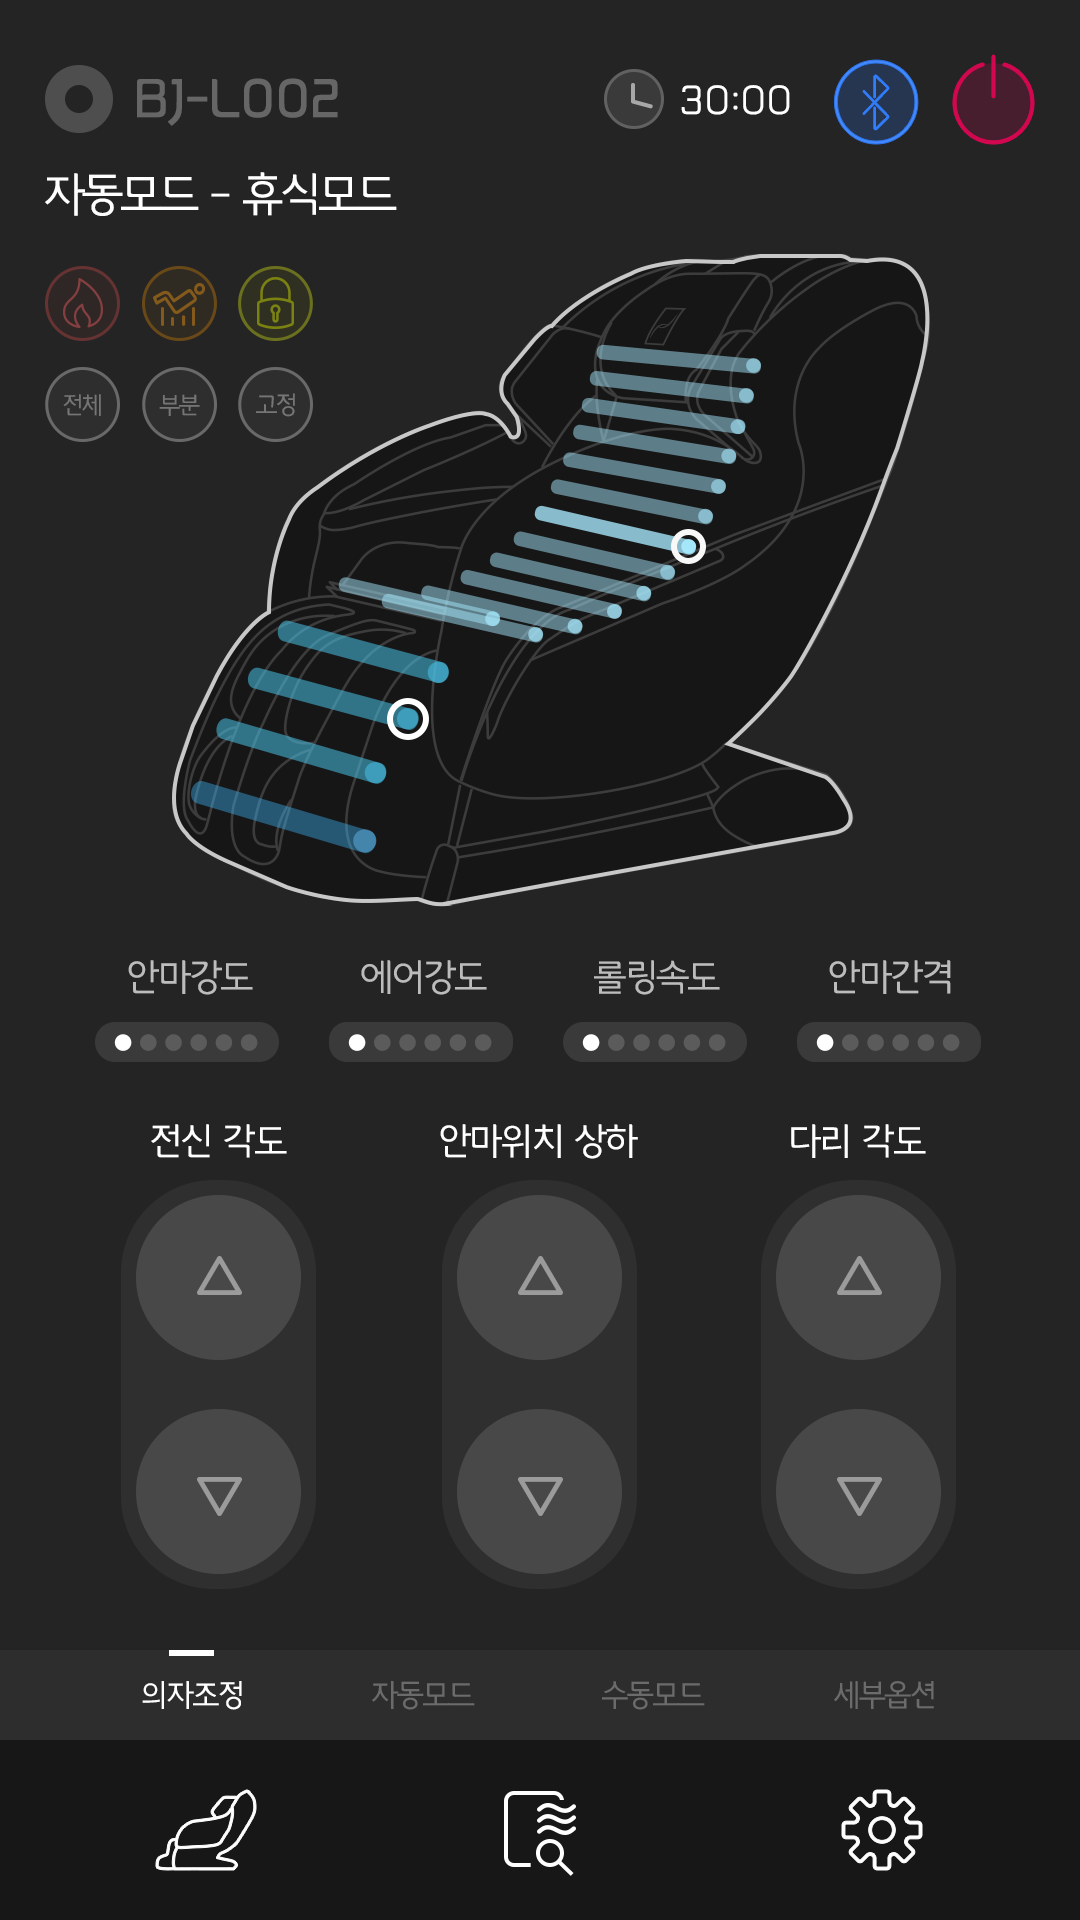 BJ-L002
30:00
자동모드 - 휴식모드
전체 부분 고정
안마강도 에어강도 롤링속도 안마간격
전신 각도 안마위치 상하 다리 각도
의자조정 자동모드 수동모드 세부옵션